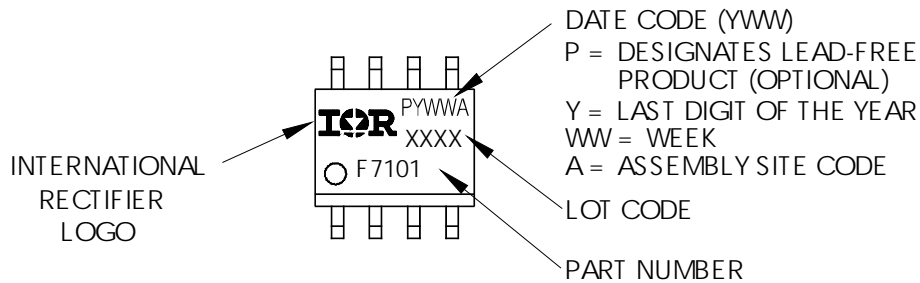 DATE CODE (YWW)
P = DESIGNATES LEAD-FREE
PRODUCT (OPTIONAL)
Y = LAST DIGIT OF THE YEAR
WW = WEEK
A = ASSEMBLY SITE CODE
LOT CODE
PART NUMBER
INTERNATIONAL
RECTIFIER
LOGO
IOR
PYWWA
XXXX
F7101